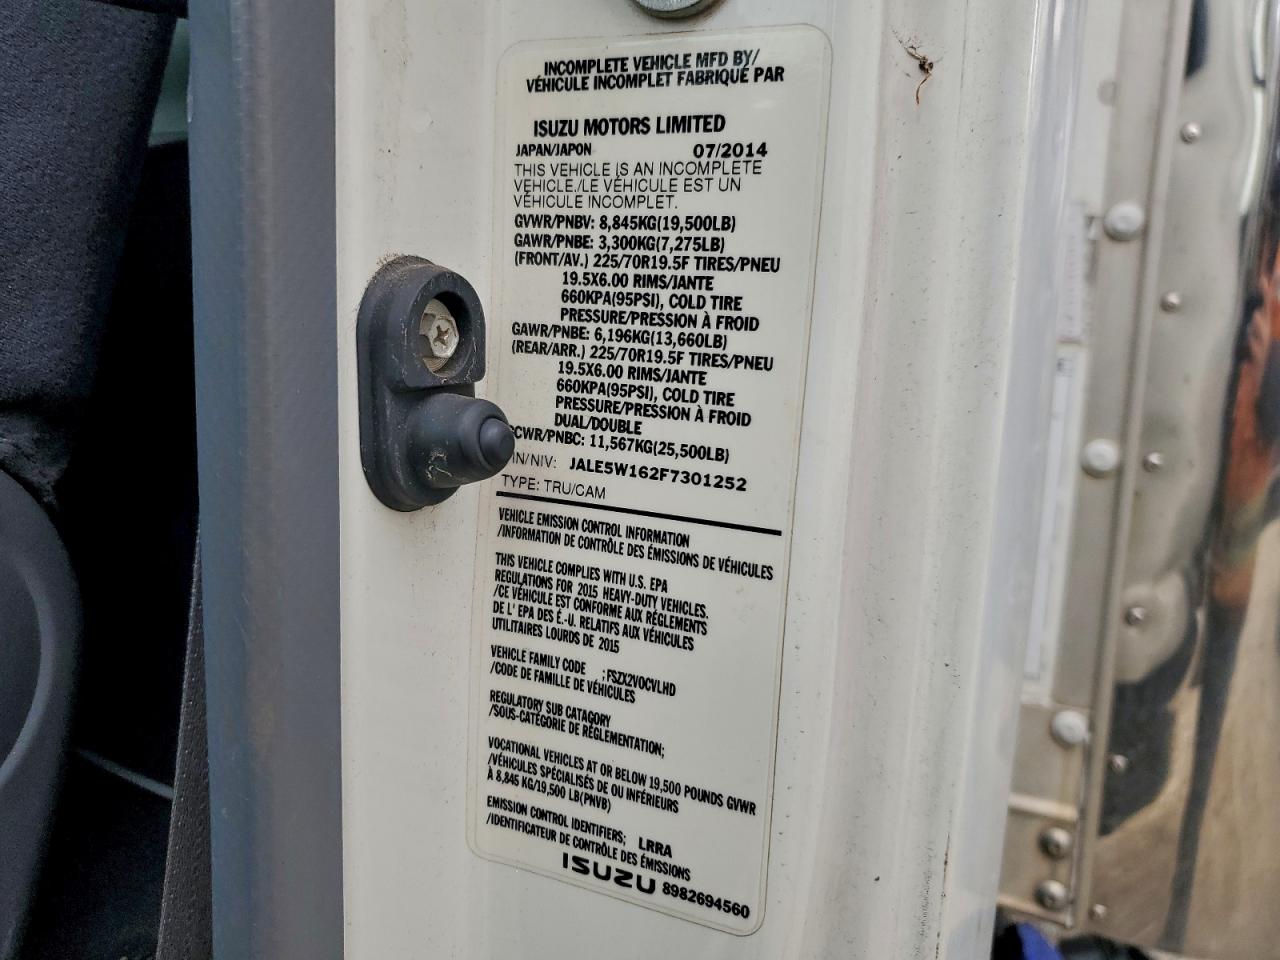 INCOMPLETE VEHICLE MFD BY/
VÉHICULE INCOMPLET FABRIQUÉ PAR
ISUZU MOTORS LIMITED
JAPAN/JAPON 07/2014
THIS VEHICLE IS AN INCOMPLETE
VEHICLE./LE VÉHICULE EST UN
VÉHICULE INCOMPLET.
GVWR/PNBV: 8,845KG(19,500LB)
GAWR/PNBE: 3,300KG(7,275LB)
(FRONT/AV.) 225/70R19.5F TIRES/PNEU
19.5X6.00 RIMS/JANTE
660KPA(95PSI), COLD TIRE
PRESSURE/PRESSION À FROID
GAWR/PNBE: 6,196KG(13,660LB)
(REAR/ARR.) 225/70R19.5F TIRES/PNEU
19.5X6.00 RIMS/JANTE
660KPA(95PSI), COLD TIRE
PRESSURE/PRESSION À FROID
DUAL/DOUBLE
GCWR/PNBC: 11,567KG(25,500LB)
IN/NIV: JALE5W162F7301252
TYPE: TRU/CAM
VEHICLE EMISSION CONTROL INFORMATION
/INFORMATION DE CONTRÔLE DES ÉMISSIONS DE VÉHICULES
THIS VEHICLE COMPLIES WITH U.S. EPA
REGULATIONS FOR 2015 HEAVY-DUTY VEHICLES.
/CE VÉHICULE EST CONFORME AUX RÉGLEMENTS
DE L' EPA DES É.-U. RELATIFS AUX VÉHICULES
UTILITAIRES LOURDS DE 2015
VEHICLE FAMILY CODE ;FSZX2VOCVLHD
/CODE DE FAMILLE DE VÉHICULES
REGULATORY SUB CATAGORY
/SOUS-CATÉGORIE DE RÉGLEMENTATION;
VOCATIONAL VEHICLES AT OR BELOW 19,500 POUNDS GVWR
/VÉHICULES SPÉCIALISÉS DE OU INFÉRIEURS
À 8,845 KG/19,500 LB(PNVB)
EMISSION CONTROL IDENTIFIERS; LRRA
/IDENTIFICATEUR DE CONTRÔLE DES ÉMISSIONS
ISUZU 8982694560